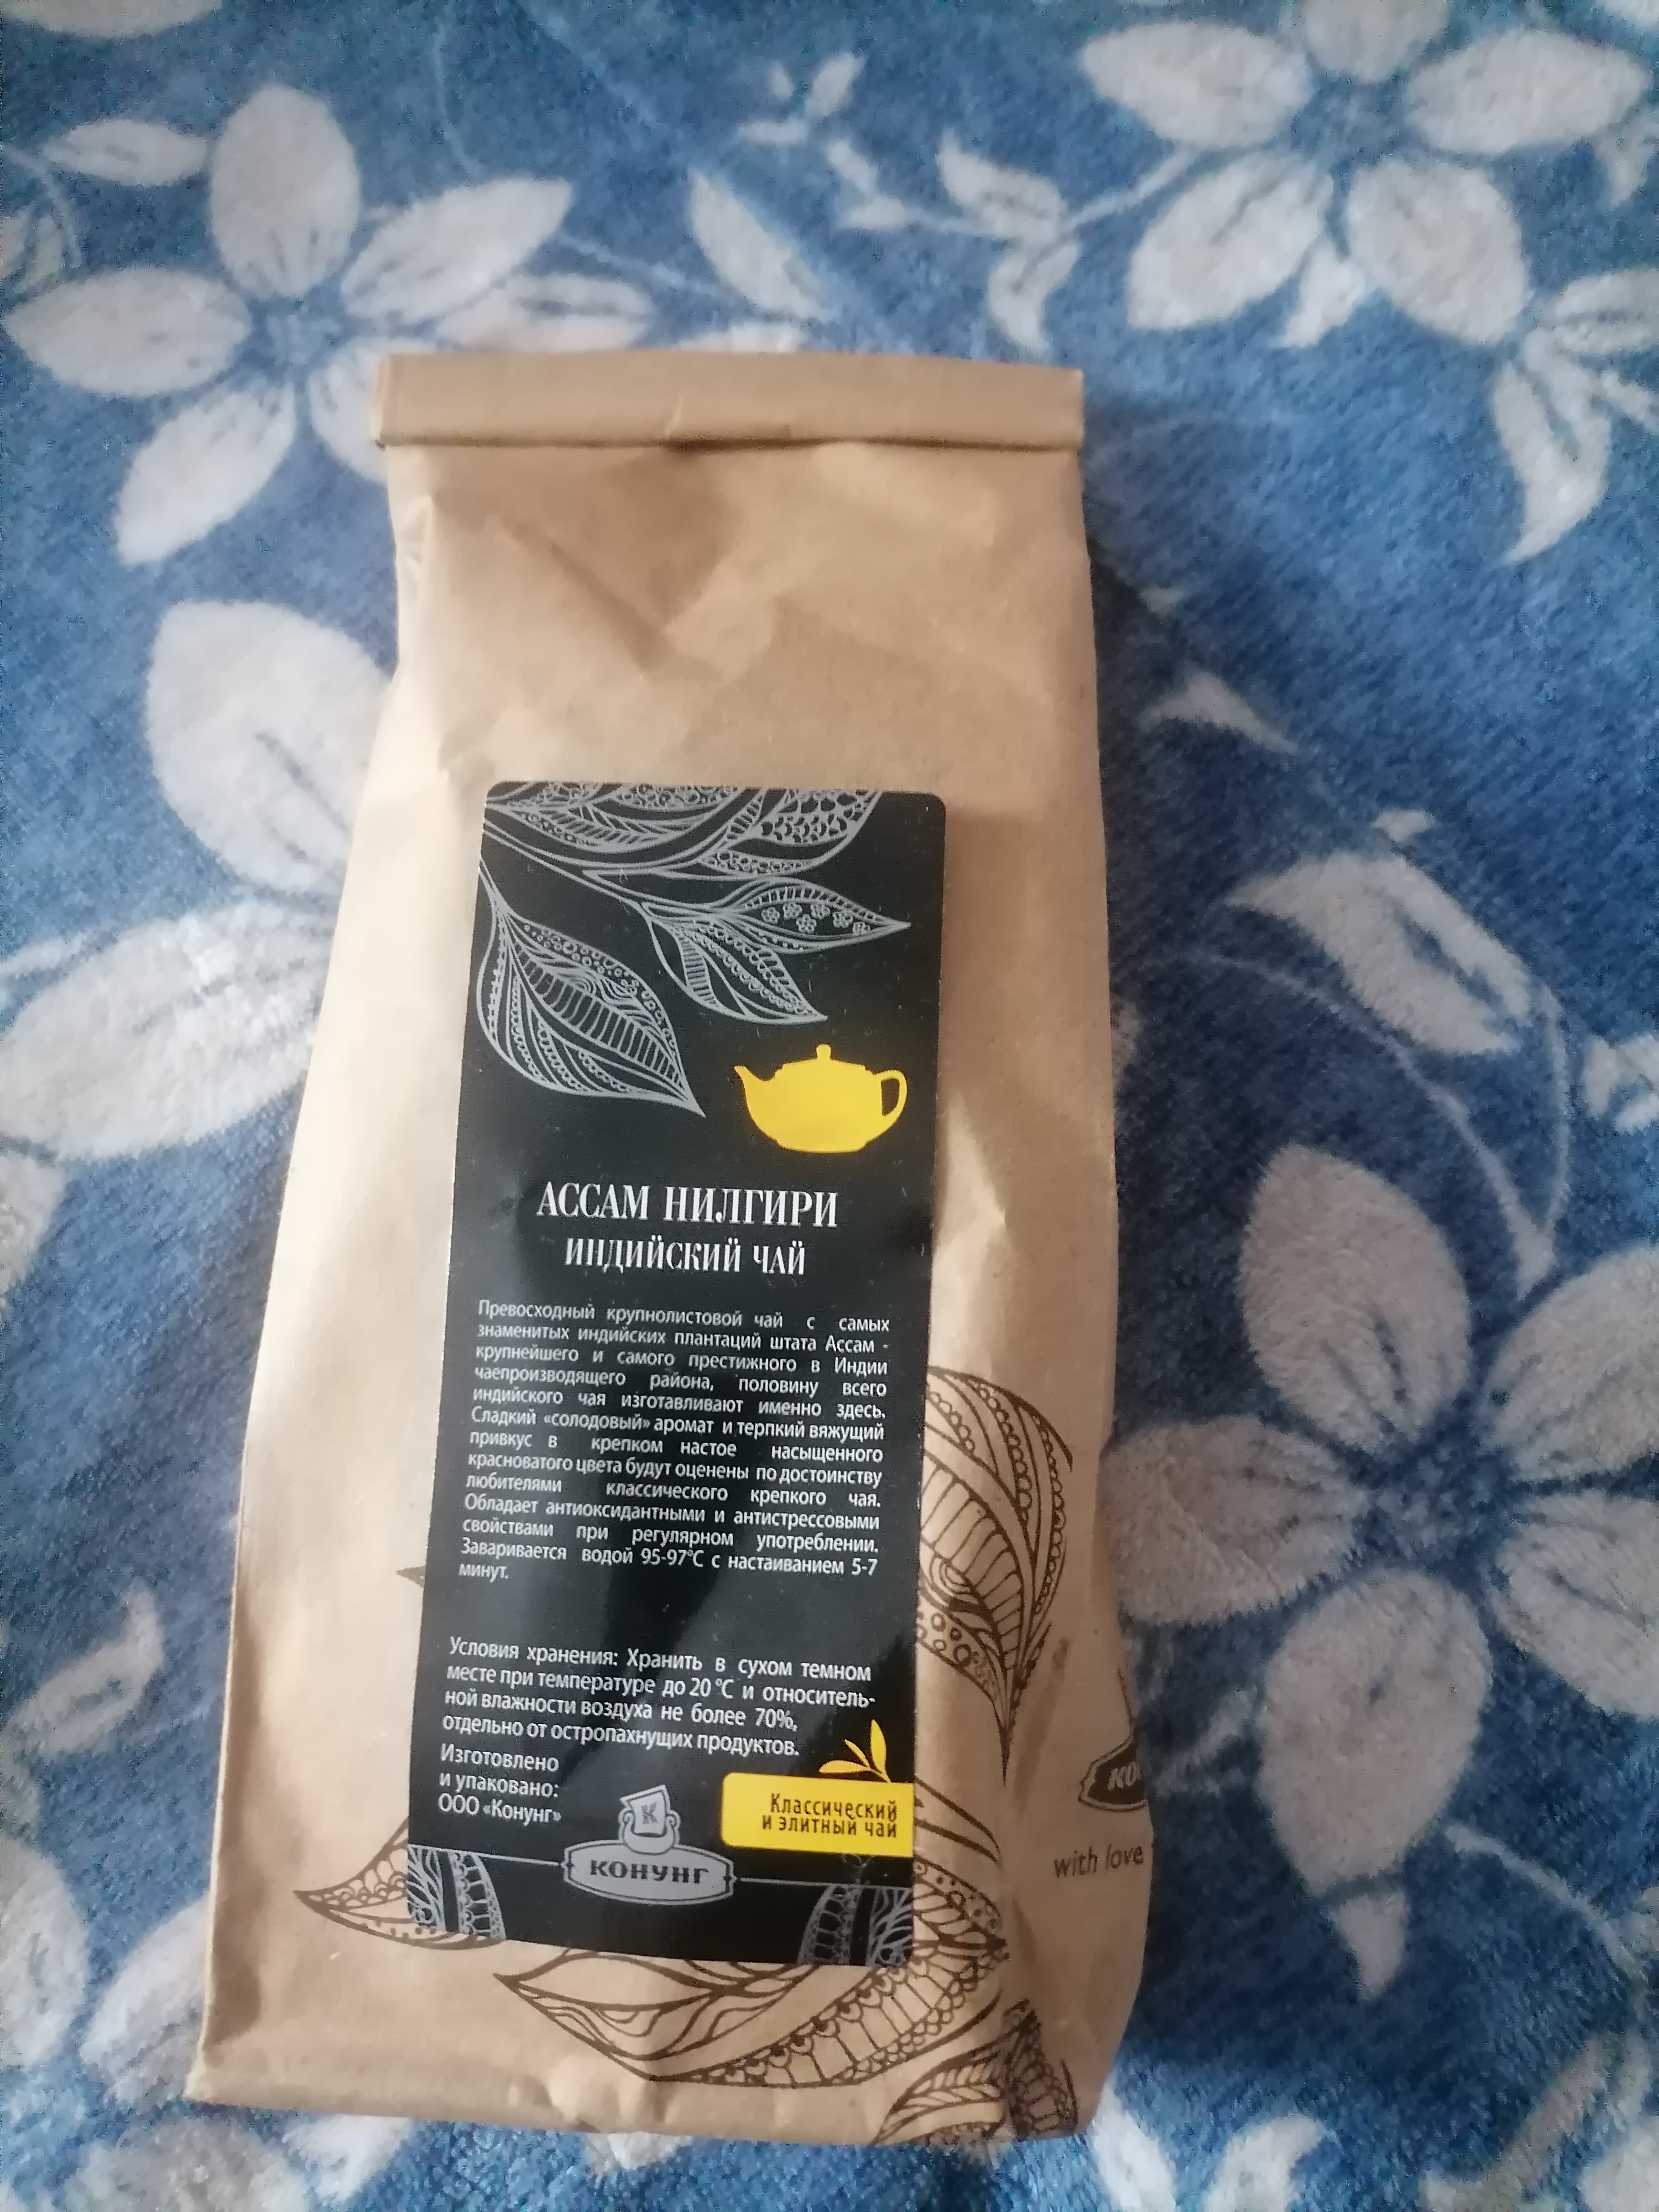 АССАМ НИЛГИРИ
ИНДИЙСКИЙ ЧАЙ
Превосходный крупнолистовой чай с самых
знаменитых индийских плантаций штата Ассам -
крупнейшего и самого престижного в Индии
чаепроизводящего района, половину всего
индийского чая изготавливают именно здесь.
Сладкий «солодовый» аромат и терпкий вяжущий
привкус в крепком настое насыщенного
красноватого цвета будут оценены по достоинству
любителями классического крепкого чая.
Обладает антиоксидантными и антистрессовыми
свойствами при регулярном употреблении.
Заваривается водой 95-97°С с настаиванием 5-7
минут.
Условия хранения: Хранить в сухом темном
месте при температуре до 20 °С и относитель-
ной влажности воздуха не более 70%,
отдельно от остропахнущих продуктов.
Изготовлено
и упаковано:
ООО «Конунг»
Классический
и элитный чай
К
КОНУНГ
with love